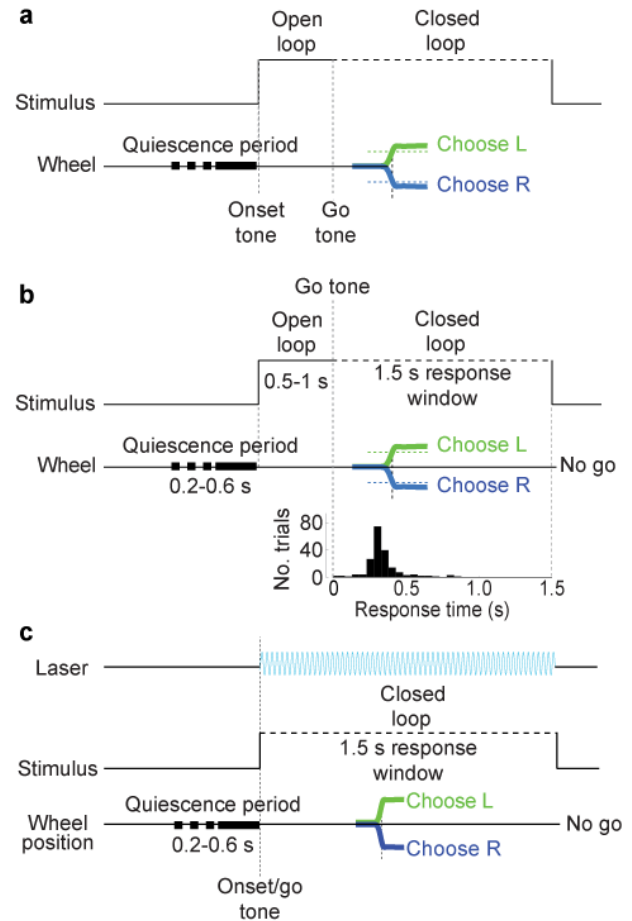 a
Open
loop
Closed
loop
Stimulus
Quiescence period
Wheel
Choose L
Choose R
Onset
tone
Go
tone
b
Go tone
Open
loop
Closed
loop
0.5-1 s
1.5 s response
window
Stimulus
Quiescence period
Wheel
0.2-0.6 s
Choose L
Choose R
No go
No. trials
80
40
0
0
0.5
1.0
1.5
Response time (s)
c
Laser
Closed
loop
1.5 s response
window
Stimulus
Quiescence period
Wheel
position
0.2-0.6 s
Choose L
Choose R
No go
Onset/go
tone